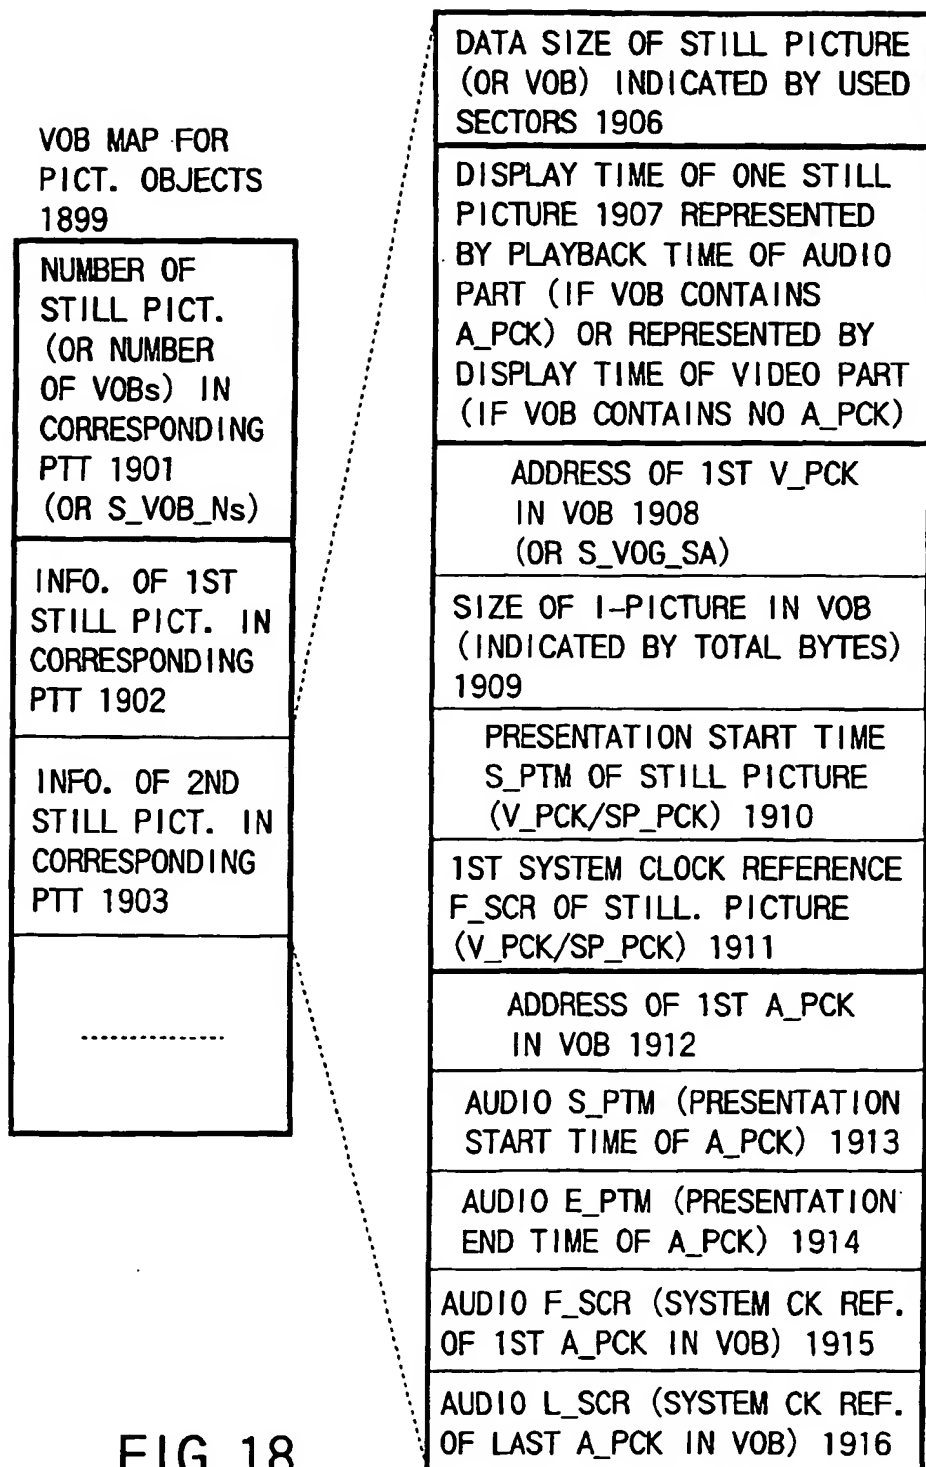 VOB MAP FOR
PICT. OBJECTS
1899
NUMBER OF
STILL PICT.
(OR NUMBER
OF VOBs) IN
CORRESPONDING
PTT 1901
(OR S_VOB_Ns)
INFO. OF 1ST
STILL PICT. IN
CORRESPONDING
PTT 1902
INFO. OF 2ND
STILL PICT. IN
CORRESPONDING
PTT 1903
DATA SIZE OF STILL PICTURE
(OR VOB) INDICATED BY USED
SECTORS 1906
DISPLAY TIME OF ONE STILL
PICTURE 1907 REPRESENTED
BY PLAYBACK TIME OF AUDIO
PART (IF VOB CONTAINS
A_PCK) OR REPRESENTED BY
DISPLAY TIME OF VIDEO PART
(IF VOB CONTAINS NO A_PCK)
ADDRESS OF 1ST V_PCK
IN VOB 1908
(OR S_VOG_SA)
SIZE OF I-PICTURE IN VOB
(INDICATED BY TOTAL BYTES)
1909
PRESENTATION START TIME
S_PTM OF STILL PICTURE
(V_PCK/SP_PCK) 1910
1ST SYSTEM CLOCK REFERENCE
F_SCR OF STILL. PICTURE
(V_PCK/SP_PCK) 1911
ADDRESS OF 1ST A_PCK
IN VOB 1912
AUDIO S_PTM (PRESENTATION
START TIME OF A_PCK) 1913
AUDIO E_PTM (PRESENTATION
END TIME OF A_PCK) 1914
AUDIO F_SCR (SYSTEM CK REF.
OF 1ST A_PCK IN VOB) 1915
AUDIO L_SCR (SYSTEM CK REF.
OF LAST A_PCK IN VOB) 1916
FIG. 18